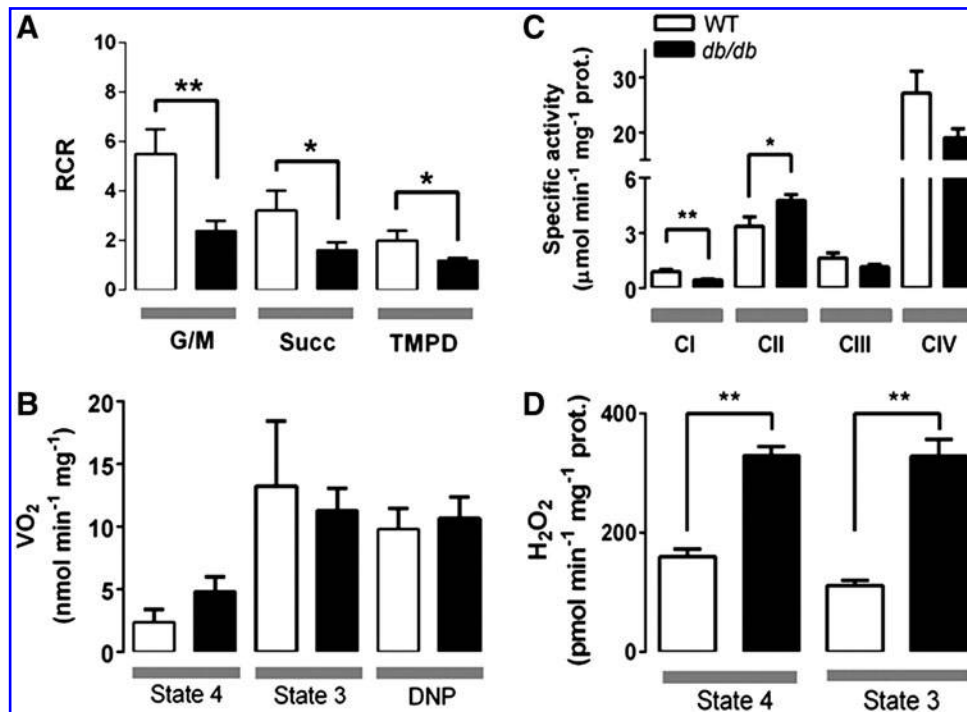 A
10
8
6
4
2
0
RCR
**
*
*
G/M
Succ
TMPD
B
20
15
10
5
0
VO₂
(nmol min⁻¹ mg⁻¹)
State 4
State 3
DNP
C
WT
db/db
30
20
6
3
0
Specific activity
(μmol min⁻¹ mg⁻¹ prot.)
**
*
CI
CII
CIII
CIV
D
400
200
0
H₂O₂
(pmol min⁻¹ mg⁻¹ prot.)
**
**
State 4
State 3